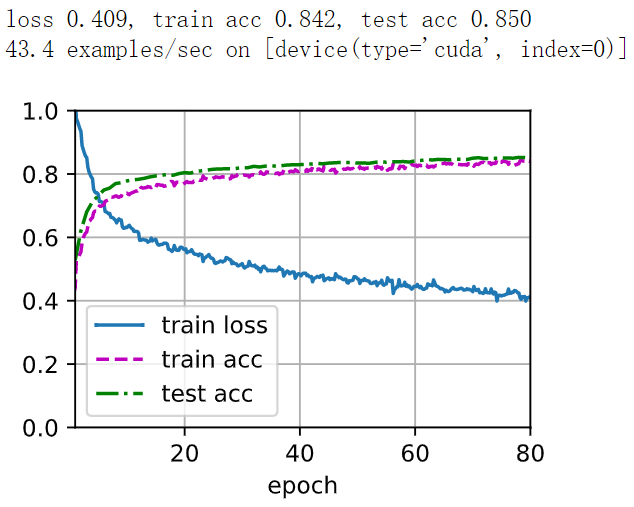 loss 0.409, train acc 0.842, test acc 0.850
43.4 examples/sec on [device(type='cuda', index=0)]
1.0
0.8
0.6
0.4
0.2
0.0
train loss
train acc
test acc
20 40 60 80
epoch